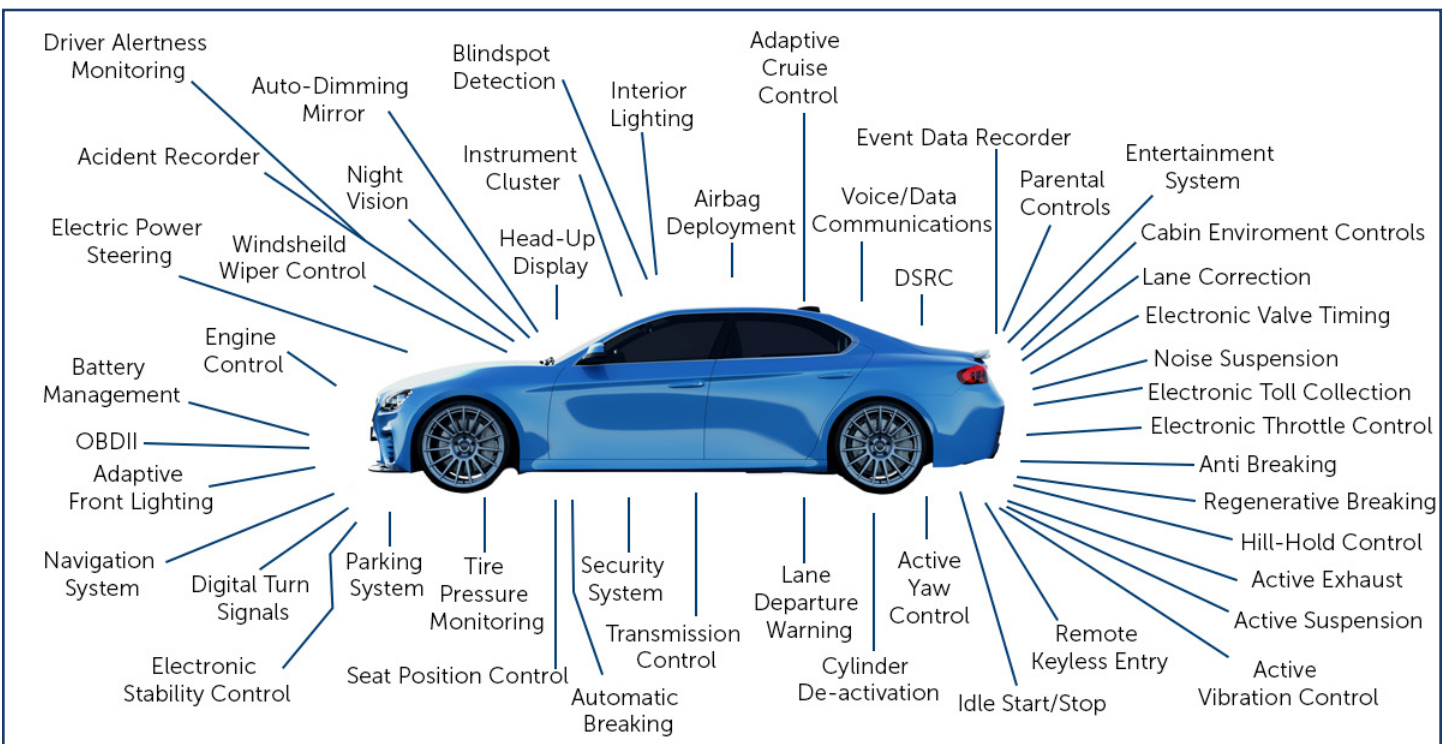 Driver Alertness
Monitoring
Auto-Dimming
Mirror
Blindspot
Detection
Interior
Lighting
Adaptive
Cruise
Control
Event Data Recorder
Entertainment
System
Acident Recorder
Night
Vision
Instrument
Cluster
Airbag
Deployment
Voice/Data
Communications
Parental
Controls
Electric Power
Steering
Windsheild
Wiper Control
Head-Up
Display
DSRC
Cabin Enviroment Controls
Lane Correction
Electronic Valve Timing
Engine
Control
Noise Suspension
Battery
Management
Electronic Toll Collection
Electronic Throttle Control
OBDII
Anti Breaking
Adaptive
Front Lighting
Regenerative Breaking
Navigation
System
Digital Turn
Signals
Parking
System
Tire
Pressure
Monitoring
Security
System
Lane
Departure
Warning
Active
Yaw
Control
Hill-Hold Control
Active Exhaust
Active Suspension
Electronic
Stability Control
Seat Position Control
Automatic
Breaking
Transmission
Control
Cylinder
De-activation
Idle Start/Stop
Remote
Keyless Entry
Active
Vibration Control